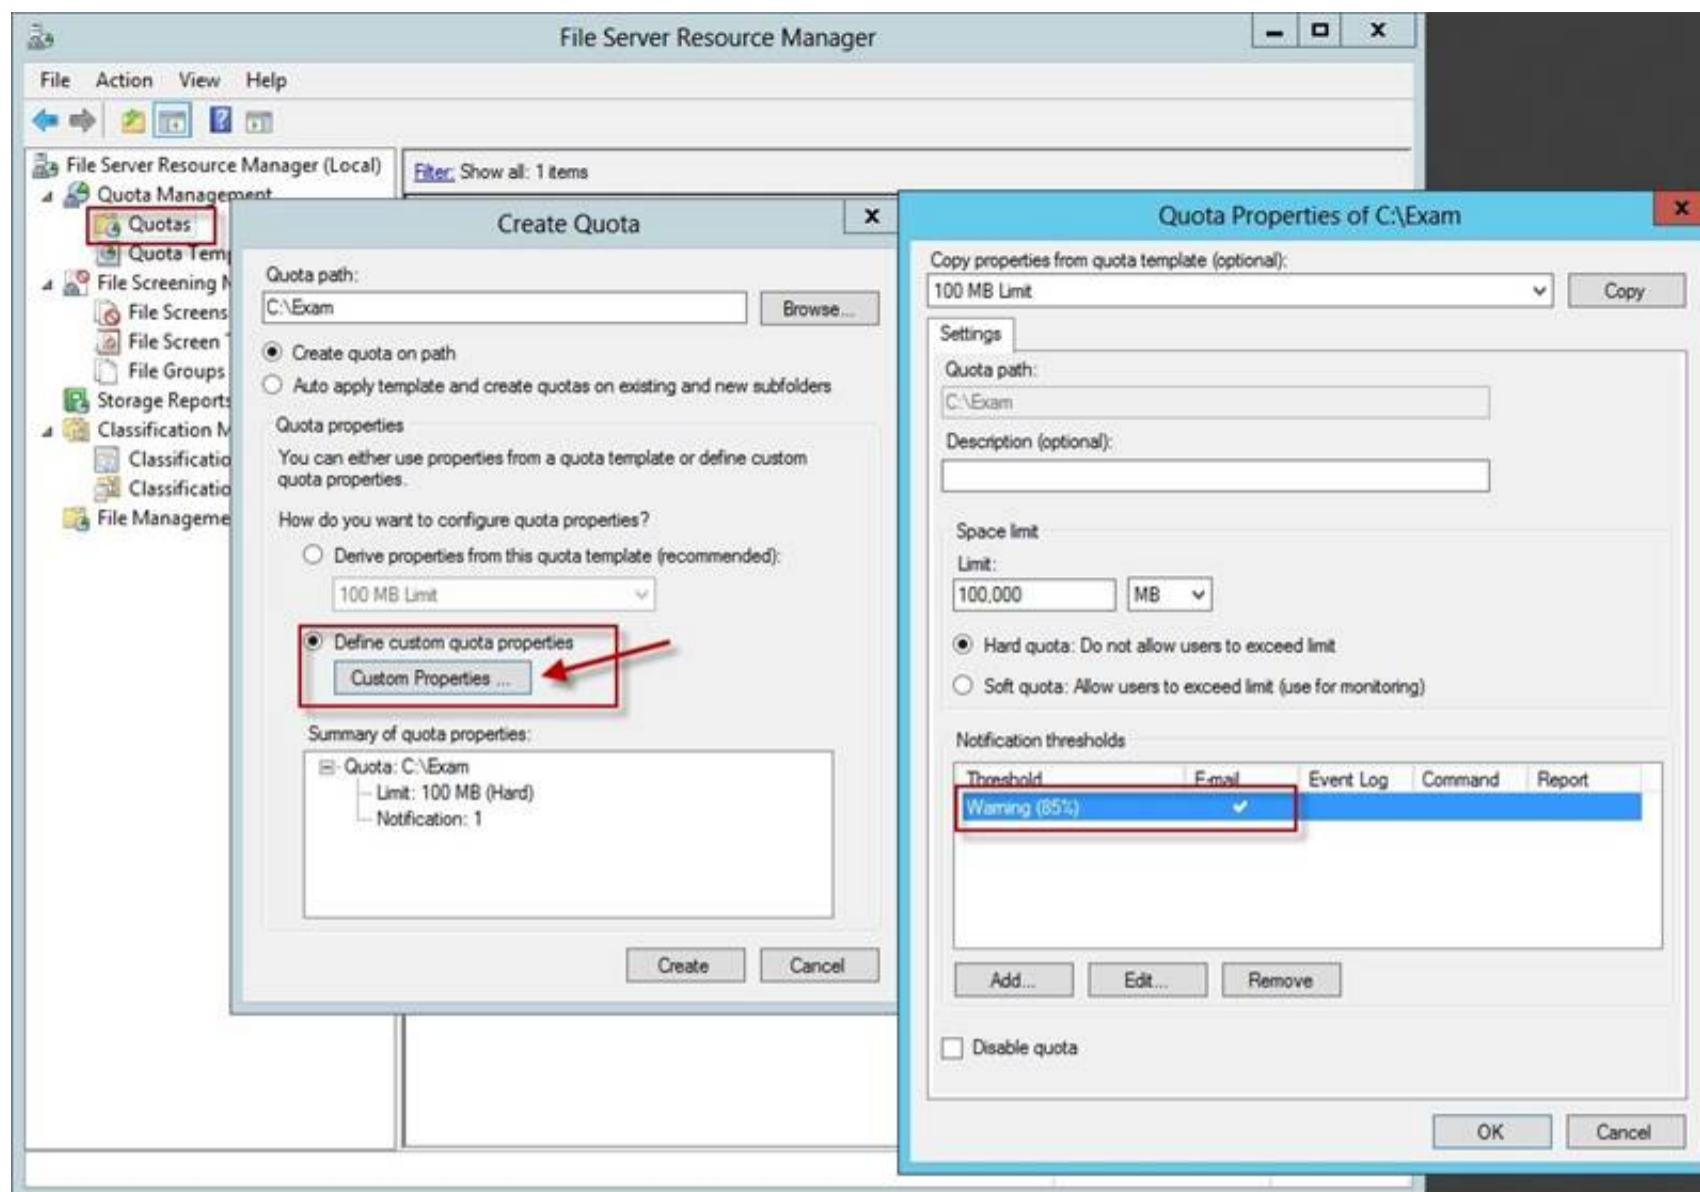 File Server Resource Manager
File Action View Help
File Server Resource Manager (Local)
Quota Management
Quotas
Quota Temp
File Screening M
File Screens
File Screen T
File Groups
Storage Reports
Classification M
Classificatio
Classificatio
File Manageme
Filter: Show all: 1 items
Create Quota
Quota path:
C:\Exam
Browse...
Create quota on path
Auto apply template and create quotas on existing and new subfolders
Quota properties
You can either use properties from a quota template or define custom
quota properties.
How do you want to configure quota properties?
Derive properties from this quota template (recommended):
100 MB Limit
Define custom quota properties
Custom Properties ...
Summary of quota properties:
Quota: C:\Exam
Limit: 100 MB (Hard)
Notification: 1
Create Cancel
Quota Properties of C:\Exam
Copy properties from quota template (optional):
100 MB Limit
Copy
Settings
Quota path:
C:\Exam
Description (optional):
Space limit
Limit:
100.000 MB
Hard quota: Do not allow users to exceed limit
Soft quota: Allow users to exceed limit (use for monitoring)
Notification thresholds
Threshold E-mail Event Log Command Report
Warning (85%)
Add... Edit... Remove
Disable quota
OK Cancel